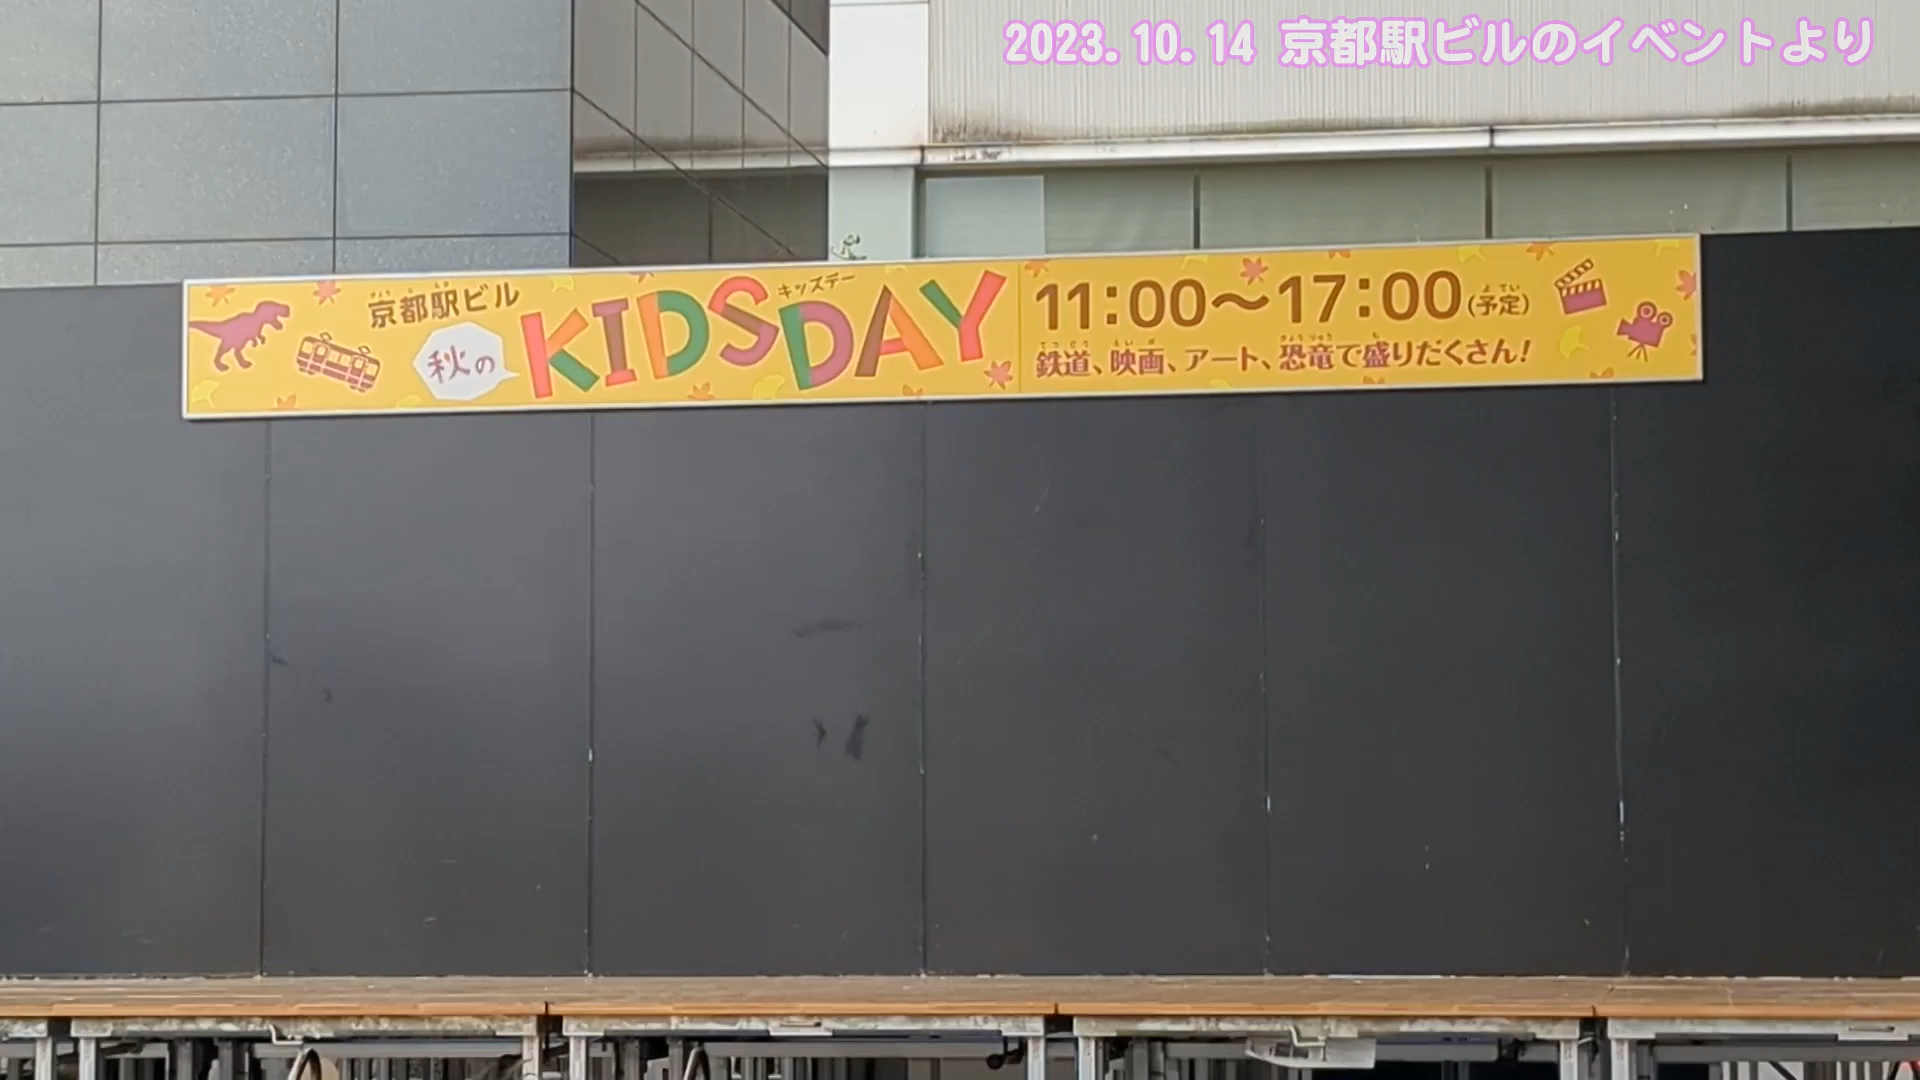 2023.10.14 京都駅ビルのイベントより
京都駅ビル
秋の
キッズデー
KIDSDAY
11:00〜17:00(予定)
鉄道、映画、アート、恐竜で盛りだくさん!